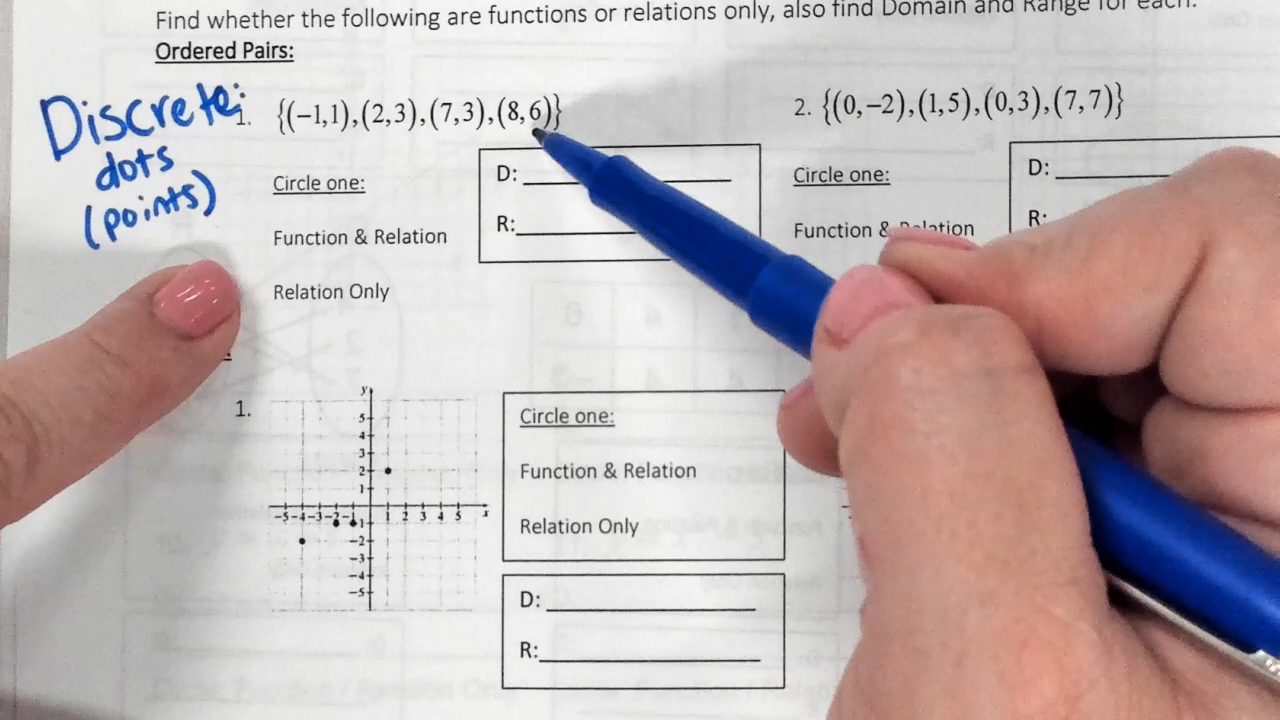 Find whether the following are functions or relations only, also find Domain and Range for each.
Ordered Pairs:
Discrete:
dots
(points)
1. {(−1,1),(2,3),(7,3),(8,6)}
Circle one:
Function & Relation
Relation Only
D:
R:
2. {(0,−2),(1,5),(0,3),(7,7)}
Circle one:
Function & Relation
D:
R:
1.
y
5
4
3
2
1
-5 -4 -3 -2 -1 1 2 3 4 5 x
-1
-2
-3
-4
-5
Circle one:
Function & Relation
Relation Only
D:
R: